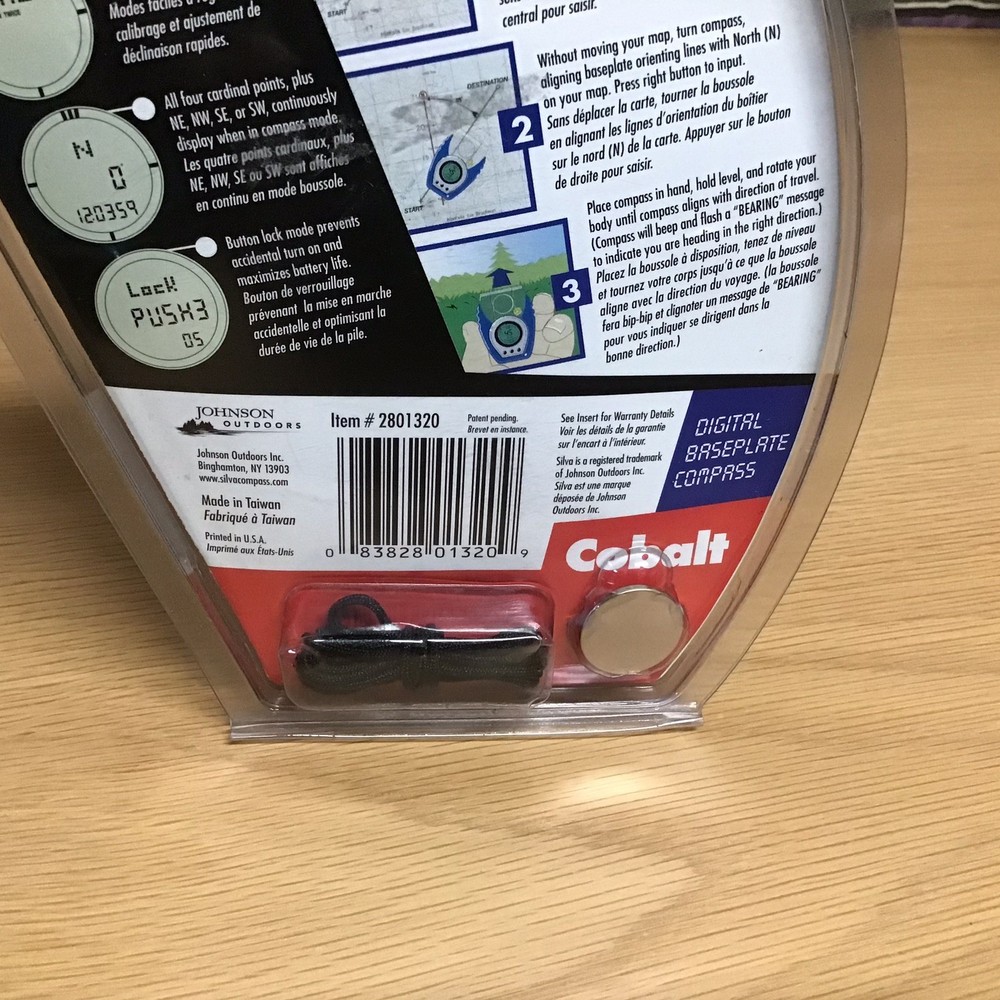 Modes faciles à
calibrage et ajustement de
déclinaison rapides.
TWICE
All four cardinal points, plus
NE, NW, SE, or SW, continuously
display when in compass mode.
Les quatre points cardinaux, plus
NE, NW, SE ou SW sont affichés
en continu en mode boussole.
N
0°
120359
Button lock mode prevents
accidental turn on and
maximizes battery life.
Bouton de verrouillage
prévenant la mise en marche
accidentelle et optimisant la
durée de vie de la pile.
Lock
PUSH3
05
START
central pour saisir.
DESTINATION
START
2
Without moving your map, turn compass,
aligning baseplate orienting lines with North (N)
on your map. Press right button to input.
Sans déplacer la carte, tourner la boussole
en alignant les lignes d'orientation du boîtier
sur le nord (N) de la carte. Appuyer sur le bouton
de droite pour saisir.
3
Place compass in hand, hold level, and rotate your
body until compass aligns with direction of travel.
(Compass will beep and flash a "BEARING" message
to indicate you are heading in the right direction.)
Placez la boussole à disposition, tenez de niveau
et tournez votre corps jusqu'à ce que la boussole
aligne avec la direction du voyage. (la boussole
fera bip-bip et clignoter un message de "BEARING"
pour vous indiquer se dirigent dans la
bonne direction.)
JOHNSON
OUTDOORS
Johnson Outdoors Inc.
Binghamton, NY 13903
www.silvacompass.com
Made in Taiwan
Fabriqué à Taiwan
Printed in U.S.A.
Imprimé aux États-Unis
Item # 2801320
Patent pending.
Brevet en instance.
0 83828 01320 9
See Insert for Warranty Details
Voir les détails de la garantie
sur l'encart à l'intérieur.
Silva is a registered trademark
of Johnson Outdoors Inc.
Silva est une marque
déposée de Johnson
Outdoors Inc.
DIGITAL
BASEPLATE
COMPASS
Cobalt